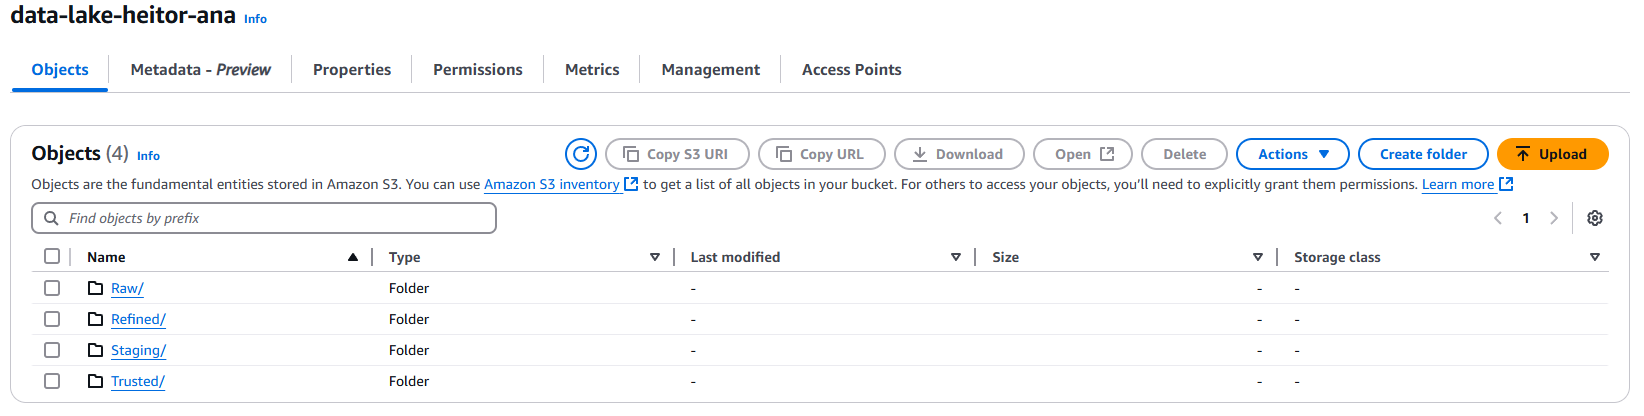 data-lake-heitor-ana Info
Objects Metadata - Preview Properties Permissions Metrics Management Access Points
Objects (4) Info Copy S3 URI Copy URL Download Open Delete Actions Create folder Upload
Objects are the fundamental entities stored in Amazon S3. You can use Amazon S3 inventory to get a list of all objects in your bucket. For others to access your objects, you’ll need to explicitly grant them permissions. Learn more
Find objects by prefix 1
Name Type Last modified Size Storage class
Raw/ Folder - - -
Refined/ Folder - - -
Staging/ Folder - - -
Trusted/ Folder - - -